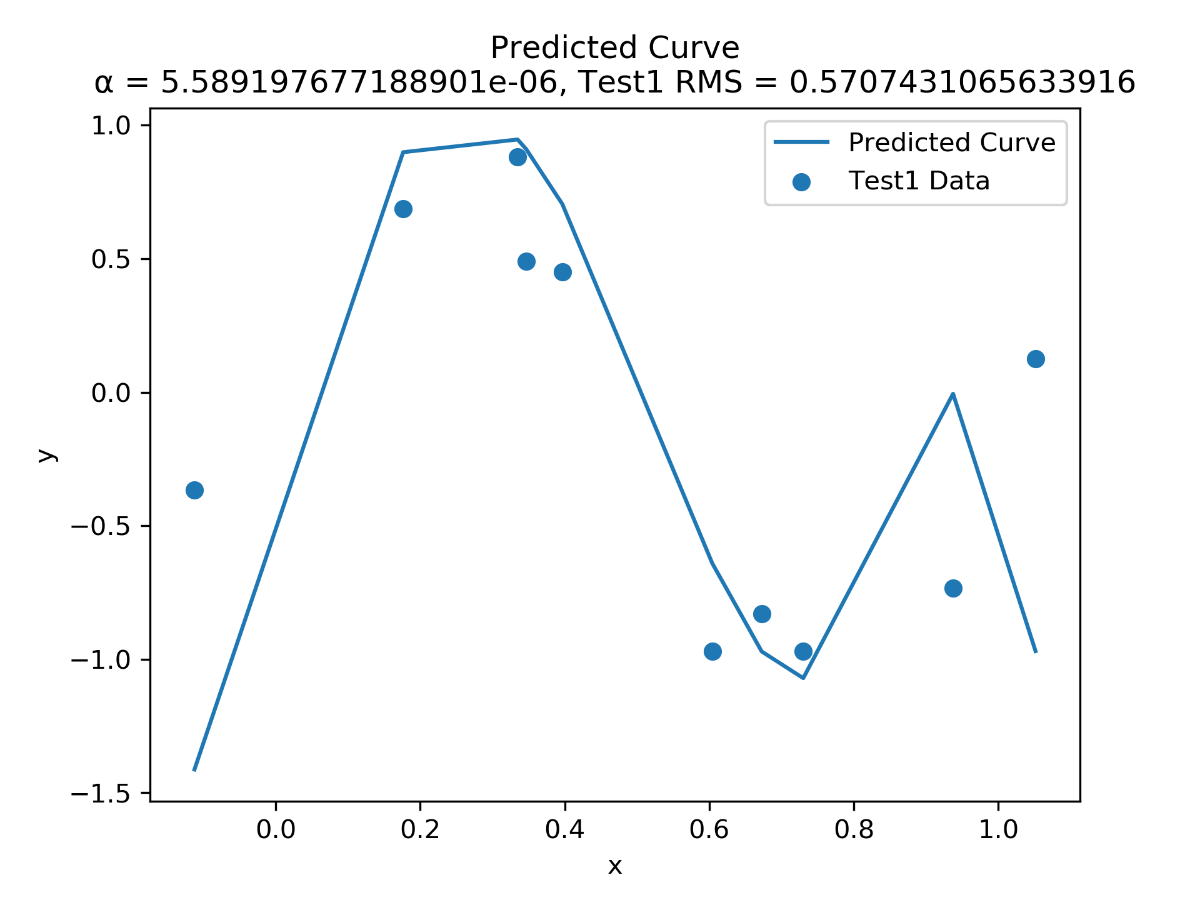 Predicted Curve
α = 5.589197677188901e-06, Test1 RMS = 0.5707431065633916
Predicted Curve
Test1 Data
1.0
0.5
0.0
−0.5
−1.0
−1.5
y
0.0 0.2 0.4 0.6 0.8 1.0
x